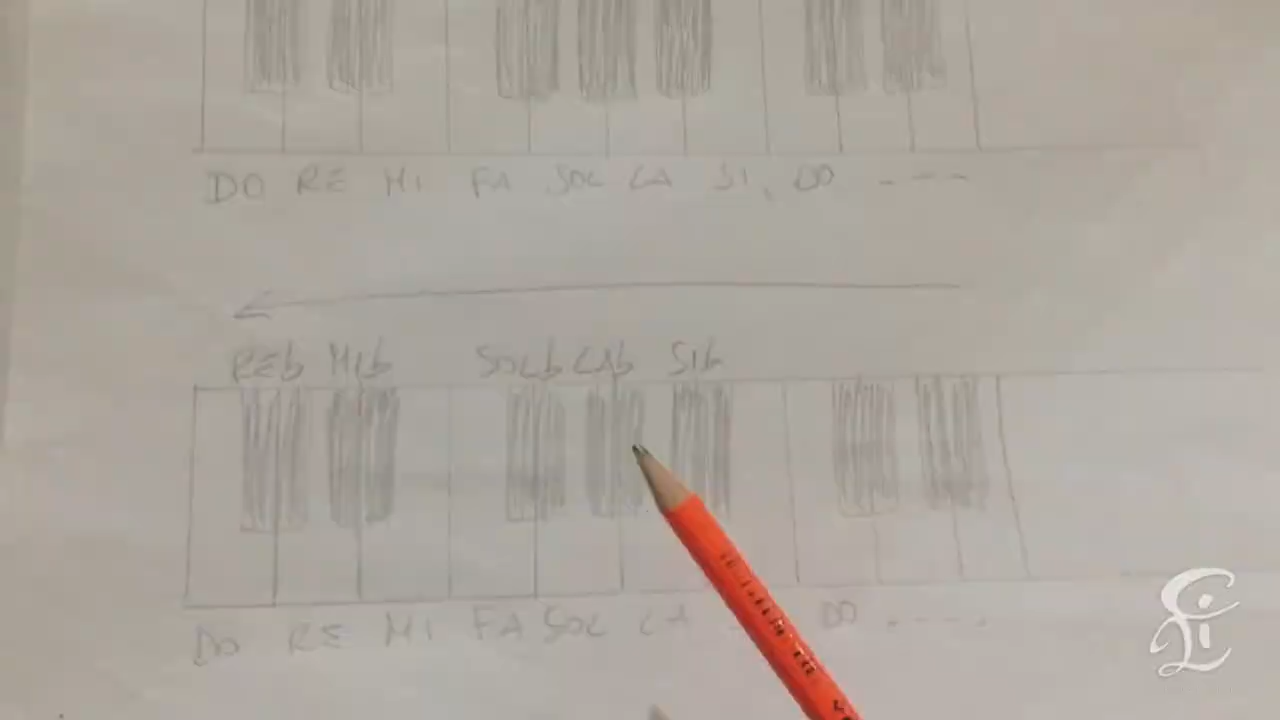 DO RE MI FA SOL LA SI, DO - - - -
REb MIb SOLb LAb SIb
DO RE MI FA SOL LA DO - - - -